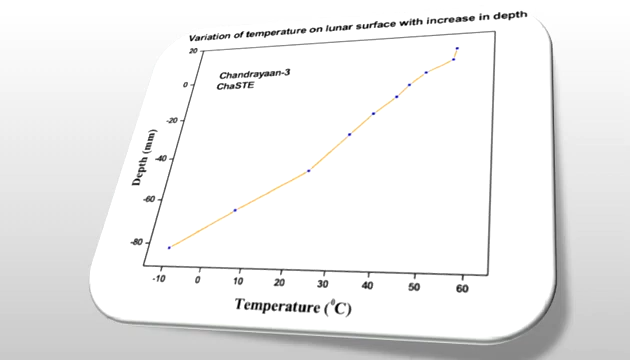 Variation of temperature on lunar surface with increase in depth
Chandrayaan-3
ChaSTE
Depth (mm)
20
0
-20
-40
-60
-80
-10 0 10 20 30 40 50 60
Temperature (⁰C)